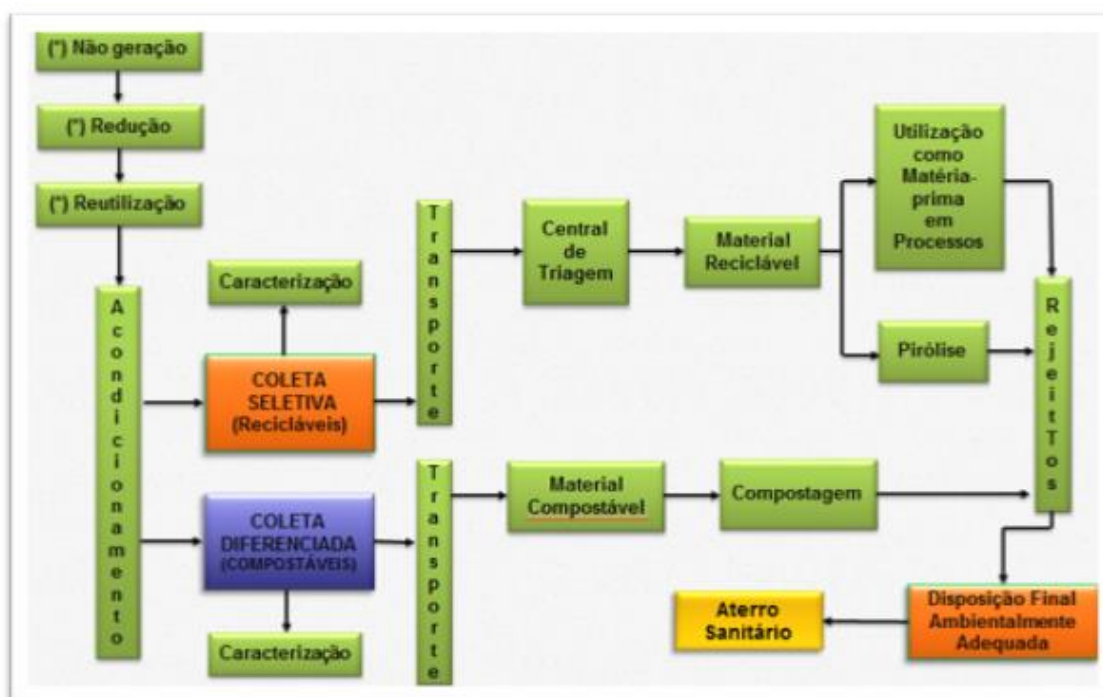 (*) Não geração
(*) Redução
(*) Reutilização
Acondicionamento
Caracterização
COLETA
SELETIVA
(Recicláveis)
COLETA
DIFERENCIADA
(COMPOSTÁVEIS)
Caracterização
Transporte
Transporte
Central
de
Triagem
Material
Reciclável
Utilização
como
Matéria-
prima
em
Processos
Pirólise
Material
Compostável
Compostagem
RejeitTos
Disposição Final
Ambientalmente
Adequada
Aterro
Sanitário